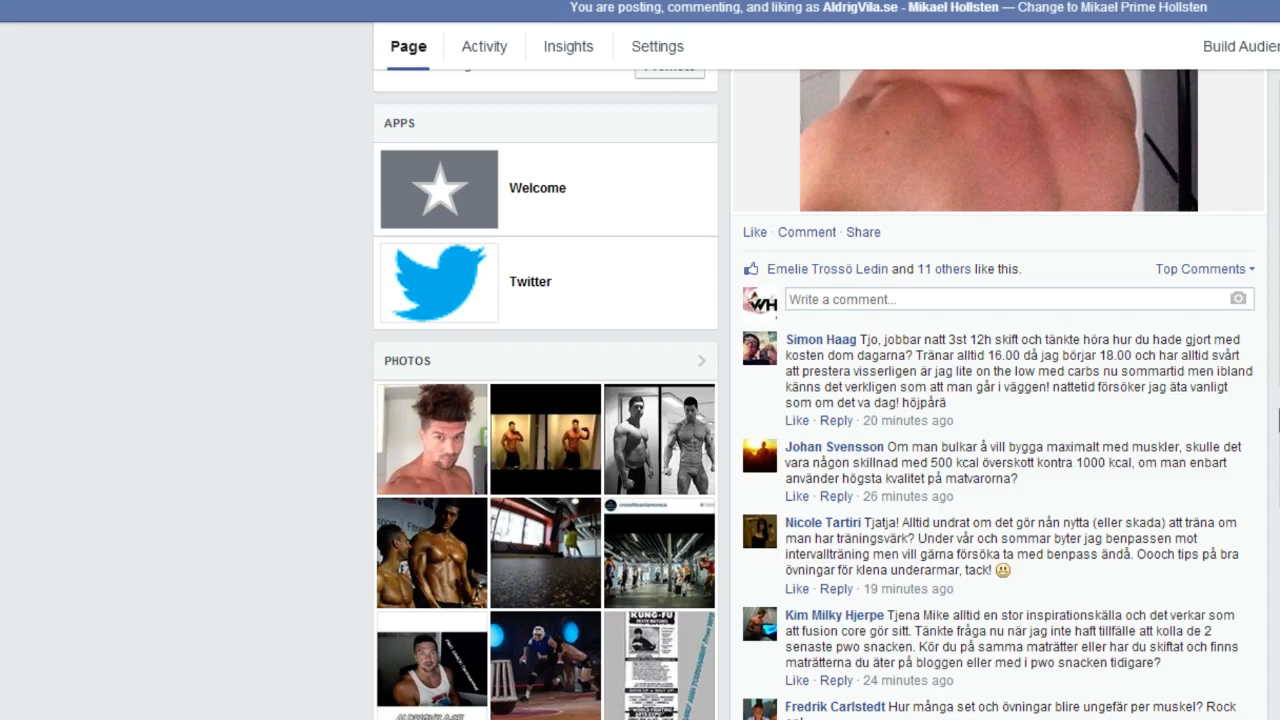 You are posting, commenting, and liking as AldrigVila.se - Mikael Hollsten — Change to Mikael Prime Hollsten
Page
Activity
Insights
Settings
Build Audien
APPS
Welcome
Twitter
PHOTOS
KUNG-FU
ALDRIGVILA.SE
Like · Comment · Share
Emelie Trossö Ledin and 11 others like this.
Top Comments
WH
Write a comment...
Simon Haag Tjo, jobbar natt 3st 12h skift och tänkte höra hur du hade gjort med
kosten dom dagarna? Tränar alltid 16.00 då jag börjar 18.00 och har alltid svårt
att prestera visserligen är jag lite on the low med carbs nu sommartid men ibland
känns det verkligen som att man går i väggen! nattetid försöker jag äta vanligt
som om det va dag! höjpårä
Like · Reply · 20 minutes ago
Johan Svensson Om man bulkar å vill bygga maximalt med muskler, skulle det
vara någon skillnad med 500 kcal överskott kontra 1000 kcal, om man enbart
använder högsta kvalitet på matvarorna?
Like · Reply · 26 minutes ago
Nicole Tartiri Tjatja! Alltid undrat om det gör nån nytta (eller skada) att träna om
man har träningsvärk? Under vår och sommar byter jag benpassen mot
intervallträning men vill gärna försöka ta med benpass ändå. Oooch tips på bra
övningar för klena underarmar, tack!
Like · Reply · 19 minutes ago
Kim Milky Hjerpe Tjena Mike alltid en stor inspirationskälla och det verkar som
att fusion core gör sitt. Tänkte fråga nu när jag inte haft tillfälle att kolla de 2
senaste pwo snacken. Kör du på samma maträtter eller har du skiftat och finns
maträtterna du äter på bloggen eller med i pwo snacken tidigare?
Like · Reply · 24 minutes ago
Fredrik Carlstedt Hur många set och övningar blire ungefär per muskel? Rock